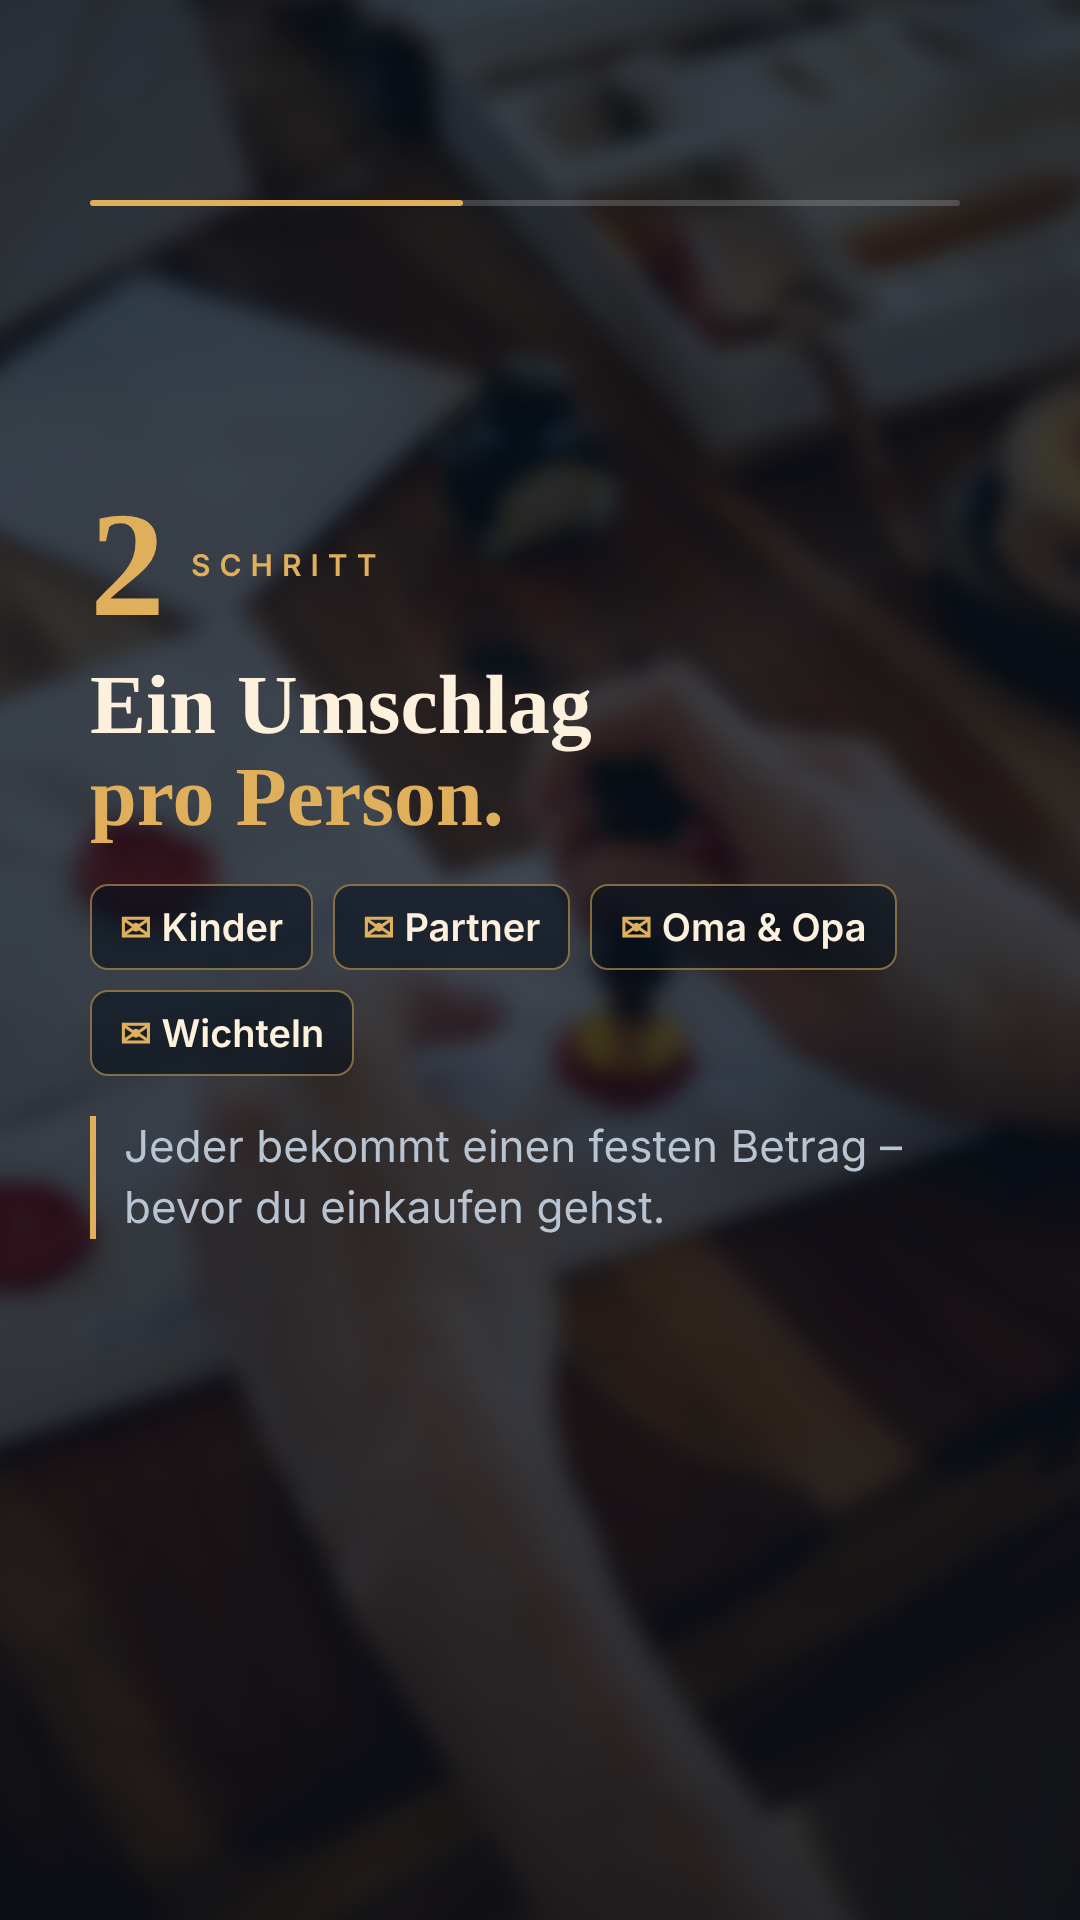 2 SCHRITT
Ein Umschlag
pro Person.
✉ Kinder ✉ Partner ✉ Oma & Opa
✉ Wichteln
Jeder bekommt einen festen Betrag –
bevor du einkaufen gehst.